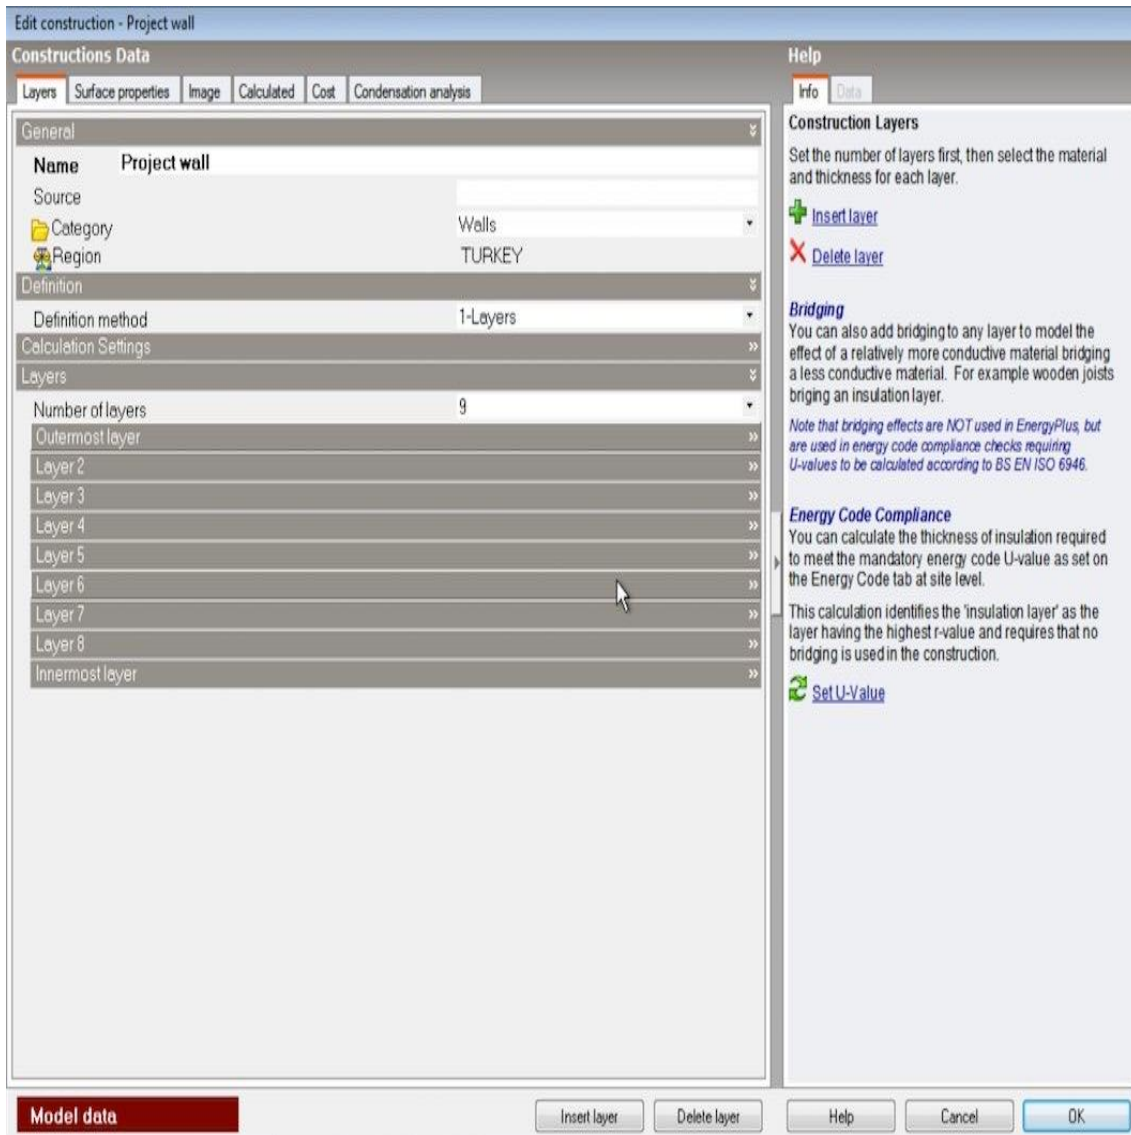 Edit construction - Project wall
Constructions Data
Layers Surface properties Image Calculated Cost Condensation analysis
General
Name Project wall
Source
Category Walls
Region TURKEY
Definition
Definition method 1-Layers
Calculation Settings
Layers
Number of layers 9
Outermost layer
Layer 2
Layer 3
Layer 4
Layer 5
Layer 6
Layer 7
Layer 8
Innermost layer
Help
Info Data
Construction Layers
Set the number of layers first, then select the material
and thickness for each layer.
Insert layer
Delete layer
Bridging
You can also add bridging to any layer to model the
effect of a relatively more conductive material bridging
a less conductive material. For example wooden joists
briging an insulation layer.
Note that bridging effects are NOT used in EnergyPlus, but
are used in energy code compliance checks requiring
U-values to be calculated according to BS EN ISO 6946.
Energy Code Compliance
You can calculate the thickness of insulation required
to meet the mandatory energy code U-value as set on
the Energy Code tab at site level.
This calculation identifies the 'insulation layer' as the
layer having the highest r-value and requires that no
bridging is used in the construction.
Set U-Value
Model data
Insert layer Delete layer Help Cancel OK